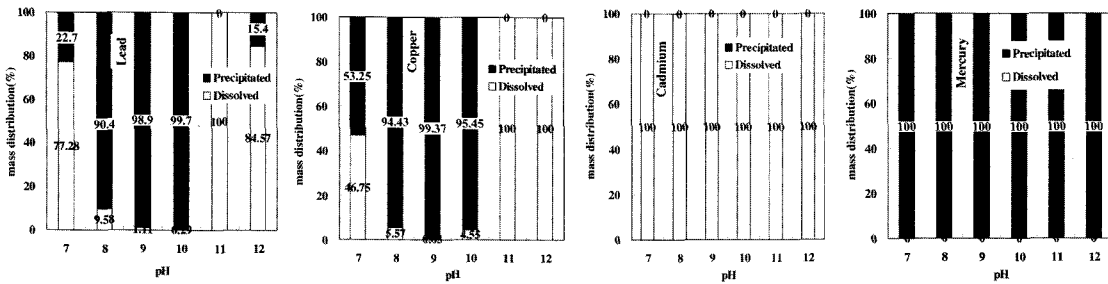 100
80
60
40
20
0
mass distribution(%)
Lead
22.7
90.4
98.9
99.7
0
15.4
77.28
9.58
1.11
0.29
100
84.57
■ Precipitated
□ Dissolved
7 8 9 10 11 12
pH
100
80
60
40
20
0
mass distribution(%)
Copper
53.25
94.43
99.37
95.45
0
0
46.75
5.57
4.55
100
100
■ Precipitated
□ Dissolved
7 8 9 10 11 12
pH
100
80
60
40
20
0
mass distribution(%)
Cadmium
0 0 0 0 0 0
100 100 100 100 100 100
■ Precipitated
□ Dissolved
7 8 9 10 11 12
pH
100
80
60
40
20
0
mass distribution(%)
Mercury
100 100 100 100 100 100
0 0 0 0 0 0
■ Precipitated
□ Dissolved
7 8 9 10 11 12
pH